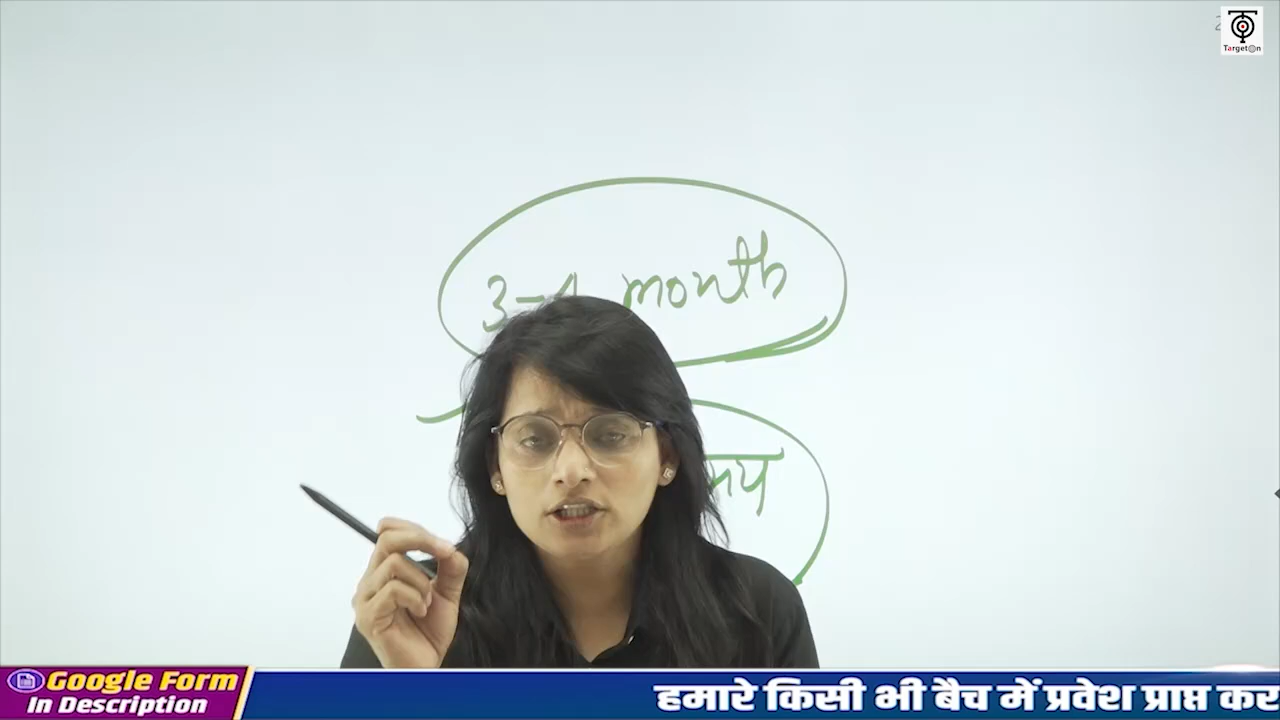 TargetOn
3-4 month
Google Form
In Description
हमारे किसी भी बैच में प्रवेश प्राप्त कर